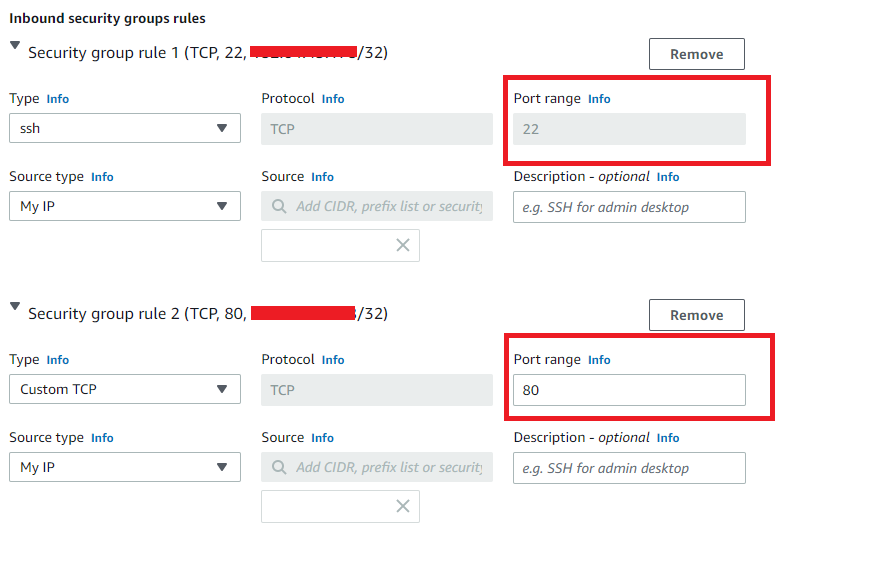 Inbound security groups rules
Security group rule 1 (TCP, 22, /32)
Remove
Type Info
Protocol Info
Port range Info
ssh
TCP
22
Source type Info
Source Info
Description - optional Info
My IP
Add CIDR, prefix list or security
e.g. SSH for admin desktop
Security group rule 2 (TCP, 80, /32)
Remove
Type Info
Protocol Info
Port range Info
Custom TCP
TCP
80
Source type Info
Source Info
Description - optional Info
My IP
Add CIDR, prefix list or security
e.g. SSH for admin desktop